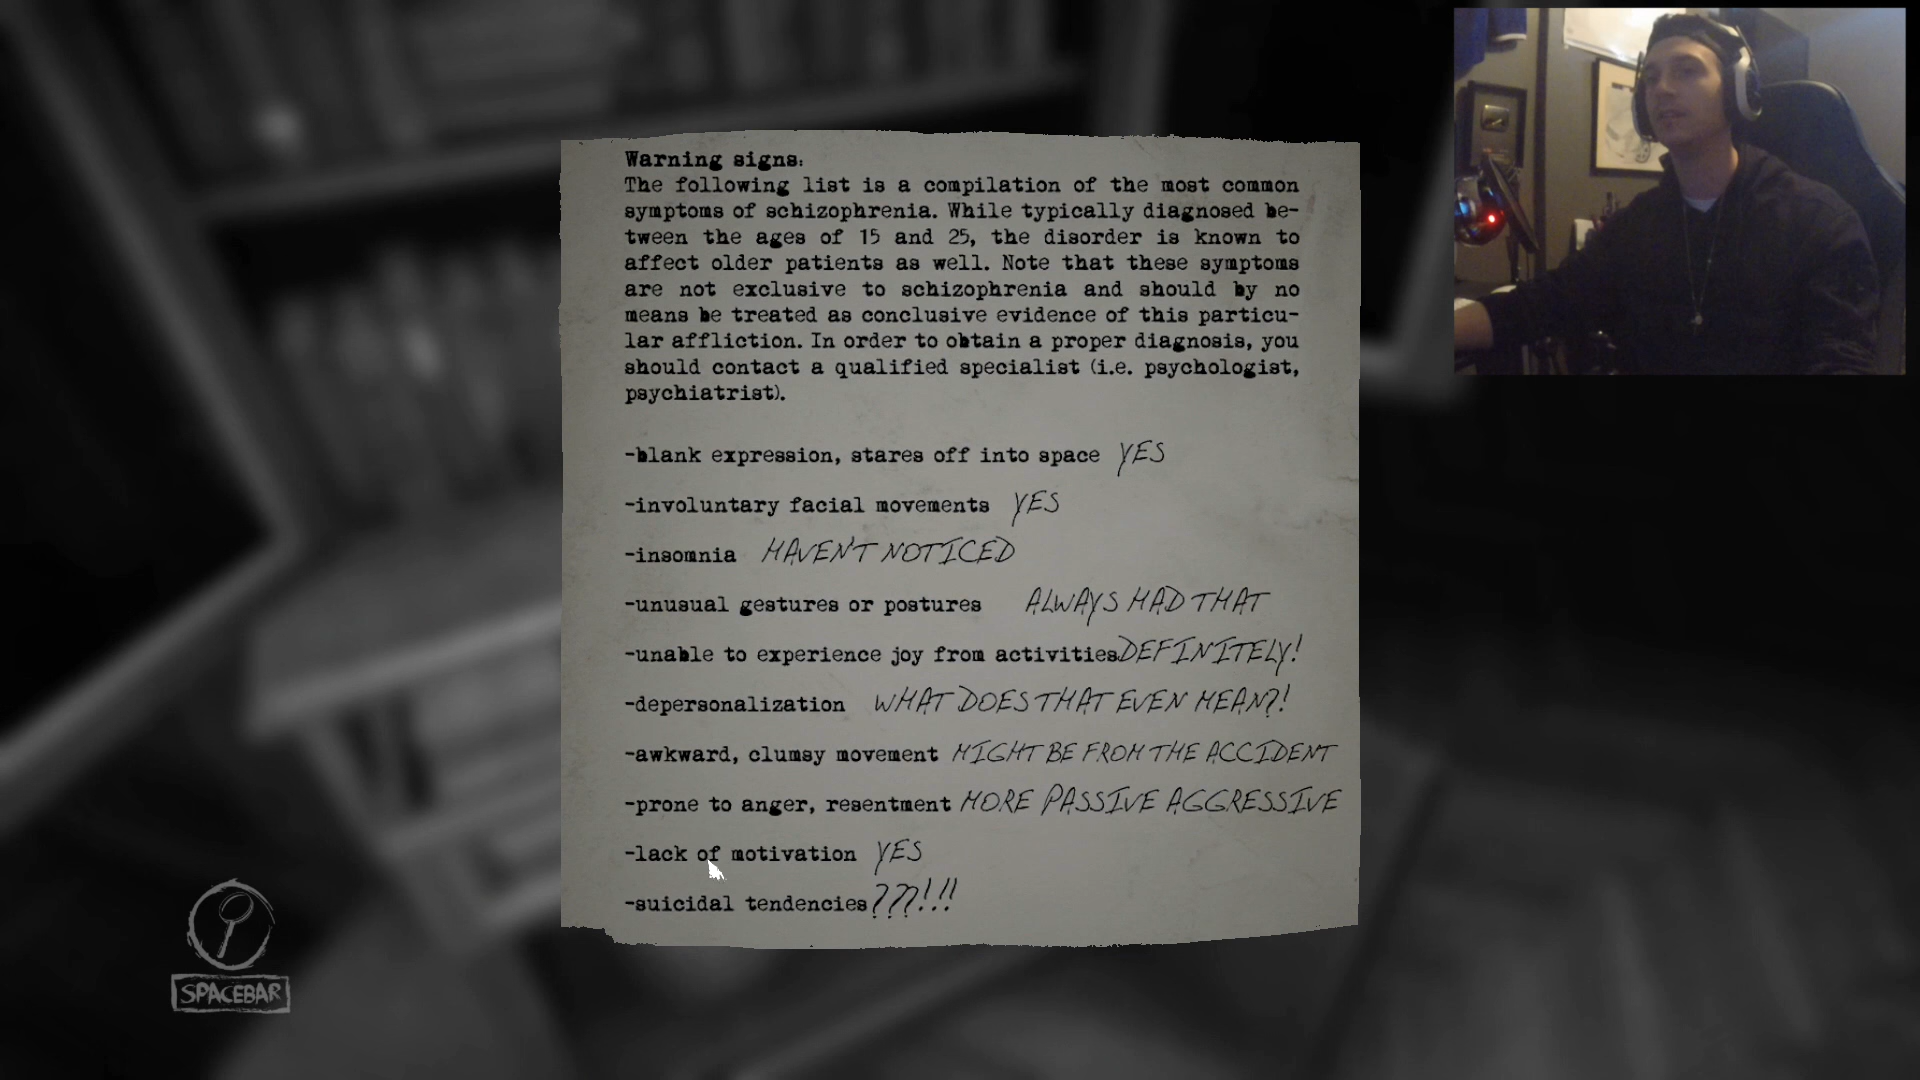 Warning signs:
The following list is a compilation of the most common
symptoms of schizophrenia. While typically diagnosed be-
tween the ages of 15 and 25, the disorder is known to
affect older patients as well. Note that these symptoms
are not exclusive to schizophrenia and should by no
means be treated as conclusive evidence of this particu-
lar affliction. In order to obtain a proper diagnosis, you
should contact a qualified specialist (i.e. psychologist,
psychiatrist).
-blank expression, stares off into space YES
-involuntary facial movements YES
-insomnia HAVEN'T NOTICED
-unusual gestures or postures ALWAYS HAD THAT
-unable to experience joy from activities DEFINITELY!
-depersonalization WHAT DOES THAT EVEN MEAN?!
-awkward, clumsy movement MIGHT BE FROM THE ACCIDENT
-prone to anger, resentment MORE PASSIVE AGGRESSIVE
-lack of motivation YES
-suicidal tendencies ???!!!
SPACEBAR